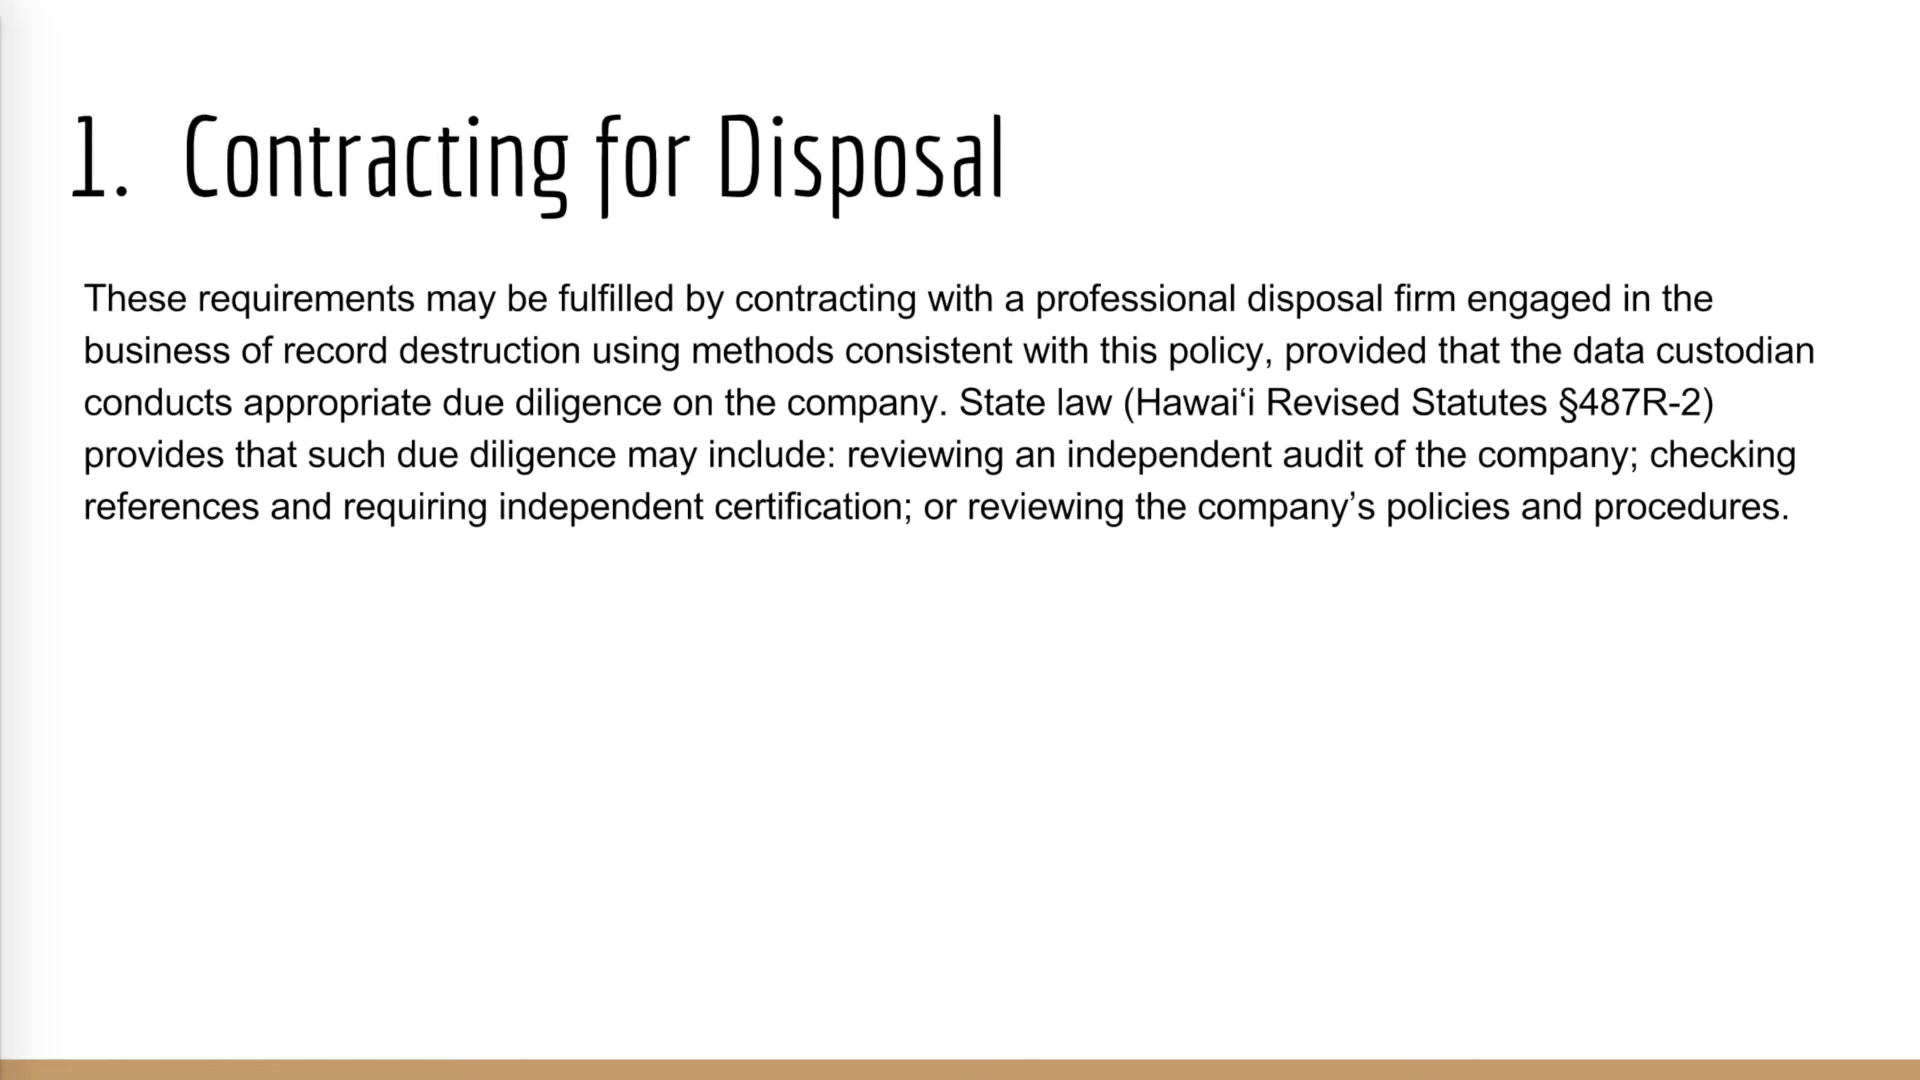 1. Contracting for Disposal
These requirements may be fulfilled by contracting with a professional disposal firm engaged in the
business of record destruction using methods consistent with this policy, provided that the data custodian
conducts appropriate due diligence on the company. State law (Hawai‘i Revised Statutes §487R-2)
provides that such due diligence may include: reviewing an independent audit of the company; checking
references and requiring independent certification; or reviewing the company’s policies and procedures.